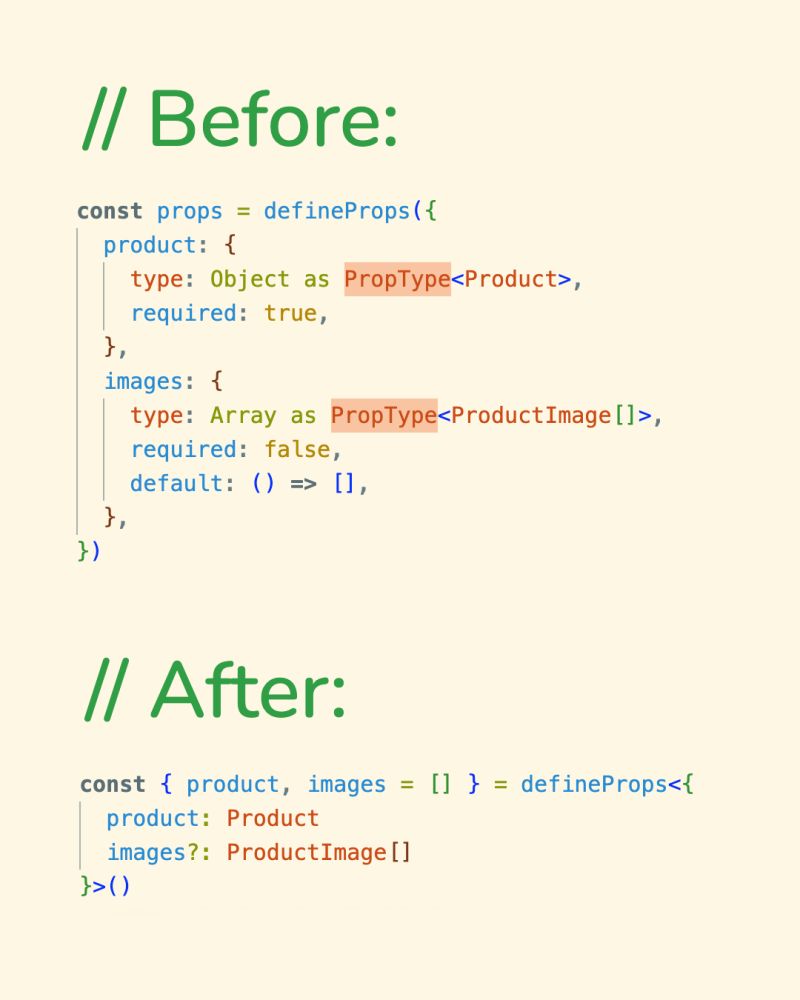 // Before:
const props = defineProps({
  product: {
    type: Object as PropType<Product>,
    required: true,
  },
  images: {
    type: Array as PropType<ProductImage[]>,
    required: false,
    default: () => [],
  },
})
// After:
const { product, images = [] } = defineProps<{
  product: Product
  images?: ProductImage[]
}>()